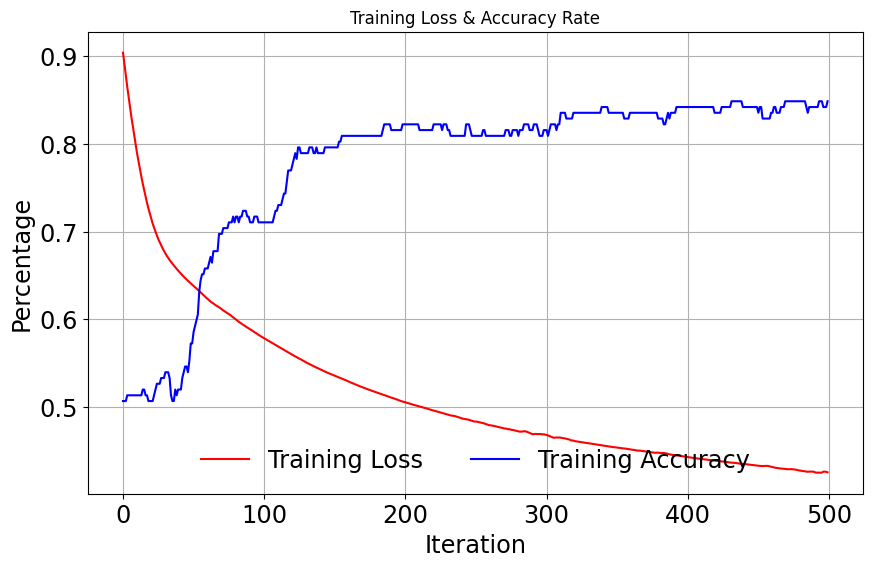 Training Loss & Accuracy Rate
Percentage
0.9
0.8
0.7
0.6
0.5
Training Loss
Training Accuracy
0 100 200 300 400 500
Iteration